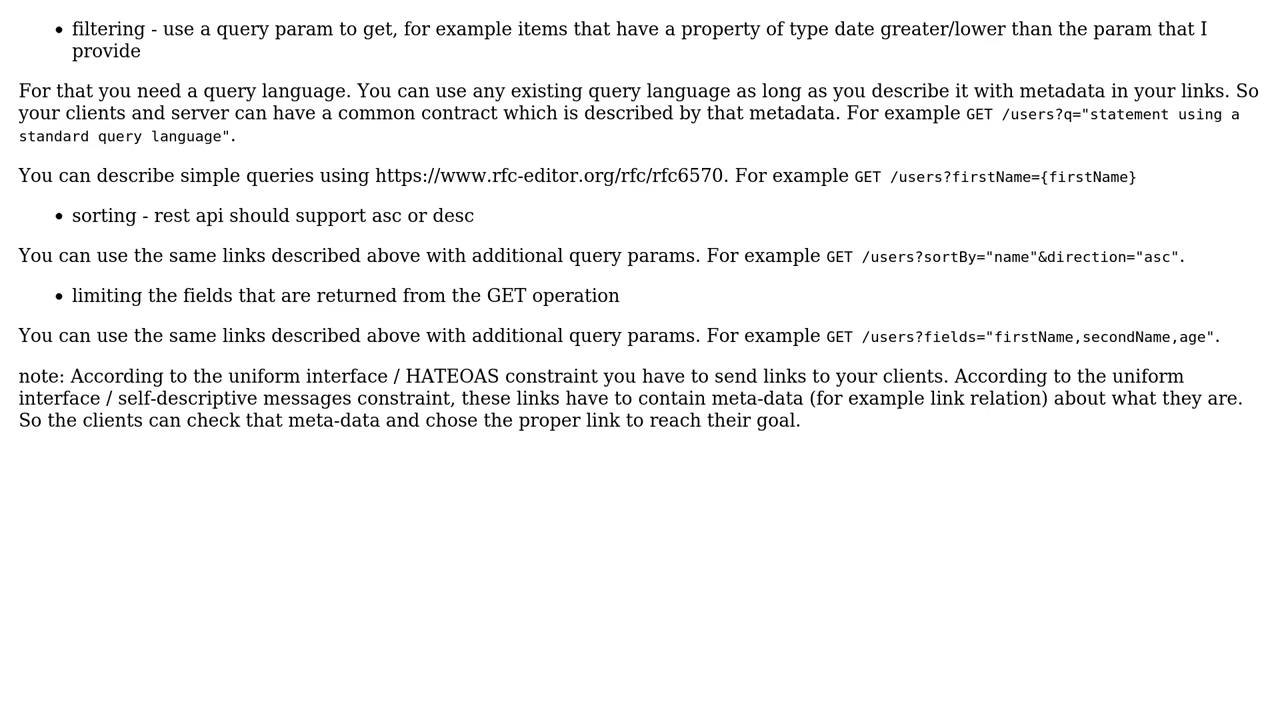 • filtering - use a query param to get, for example items that have a property of type date greater/lower than the param that I
provide
For that you need a query language. You can use any existing query language as long as you describe it with metadata in your links. So
your clients and server can have a common contract which is described by that metadata. For example GET /users?q="statement using a
standard query language".
You can describe simple queries using https://www.rfc-editor.org/rfc/rfc6570. For example GET /users?firstName={firstName}
• sorting - rest api should support asc or desc
You can use the same links described above with additional query params. For example GET /users?sortBy="name"&direction="asc".
• limiting the fields that are returned from the GET operation
You can use the same links described above with additional query params. For example GET /users?fields="firstName,secondName,age".
note: According to the uniform interface / HATEOAS constraint you have to send links to your clients. According to the uniform
interface / self-descriptive messages constraint, these links have to contain meta-data (for example link relation) about what they are.
So the clients can check that meta-data and chose the proper link to reach their goal.